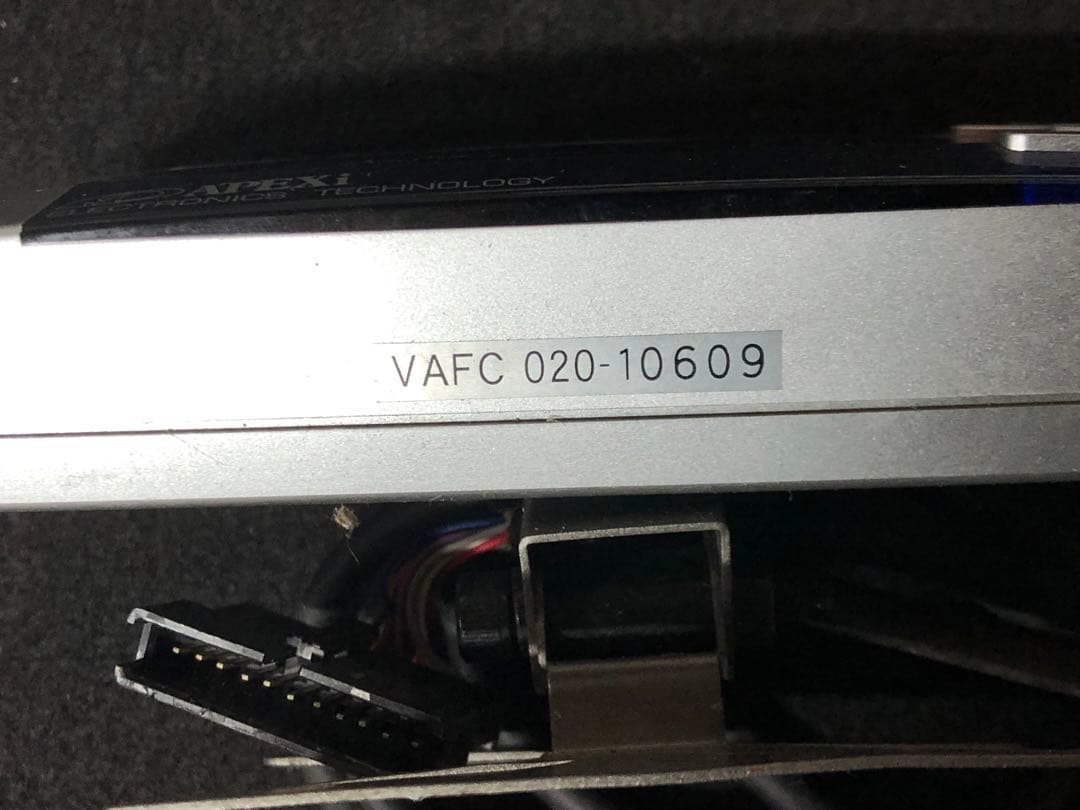 APEXi
ELECTRONICS TECHNOLOGY
VAFC 020-10609